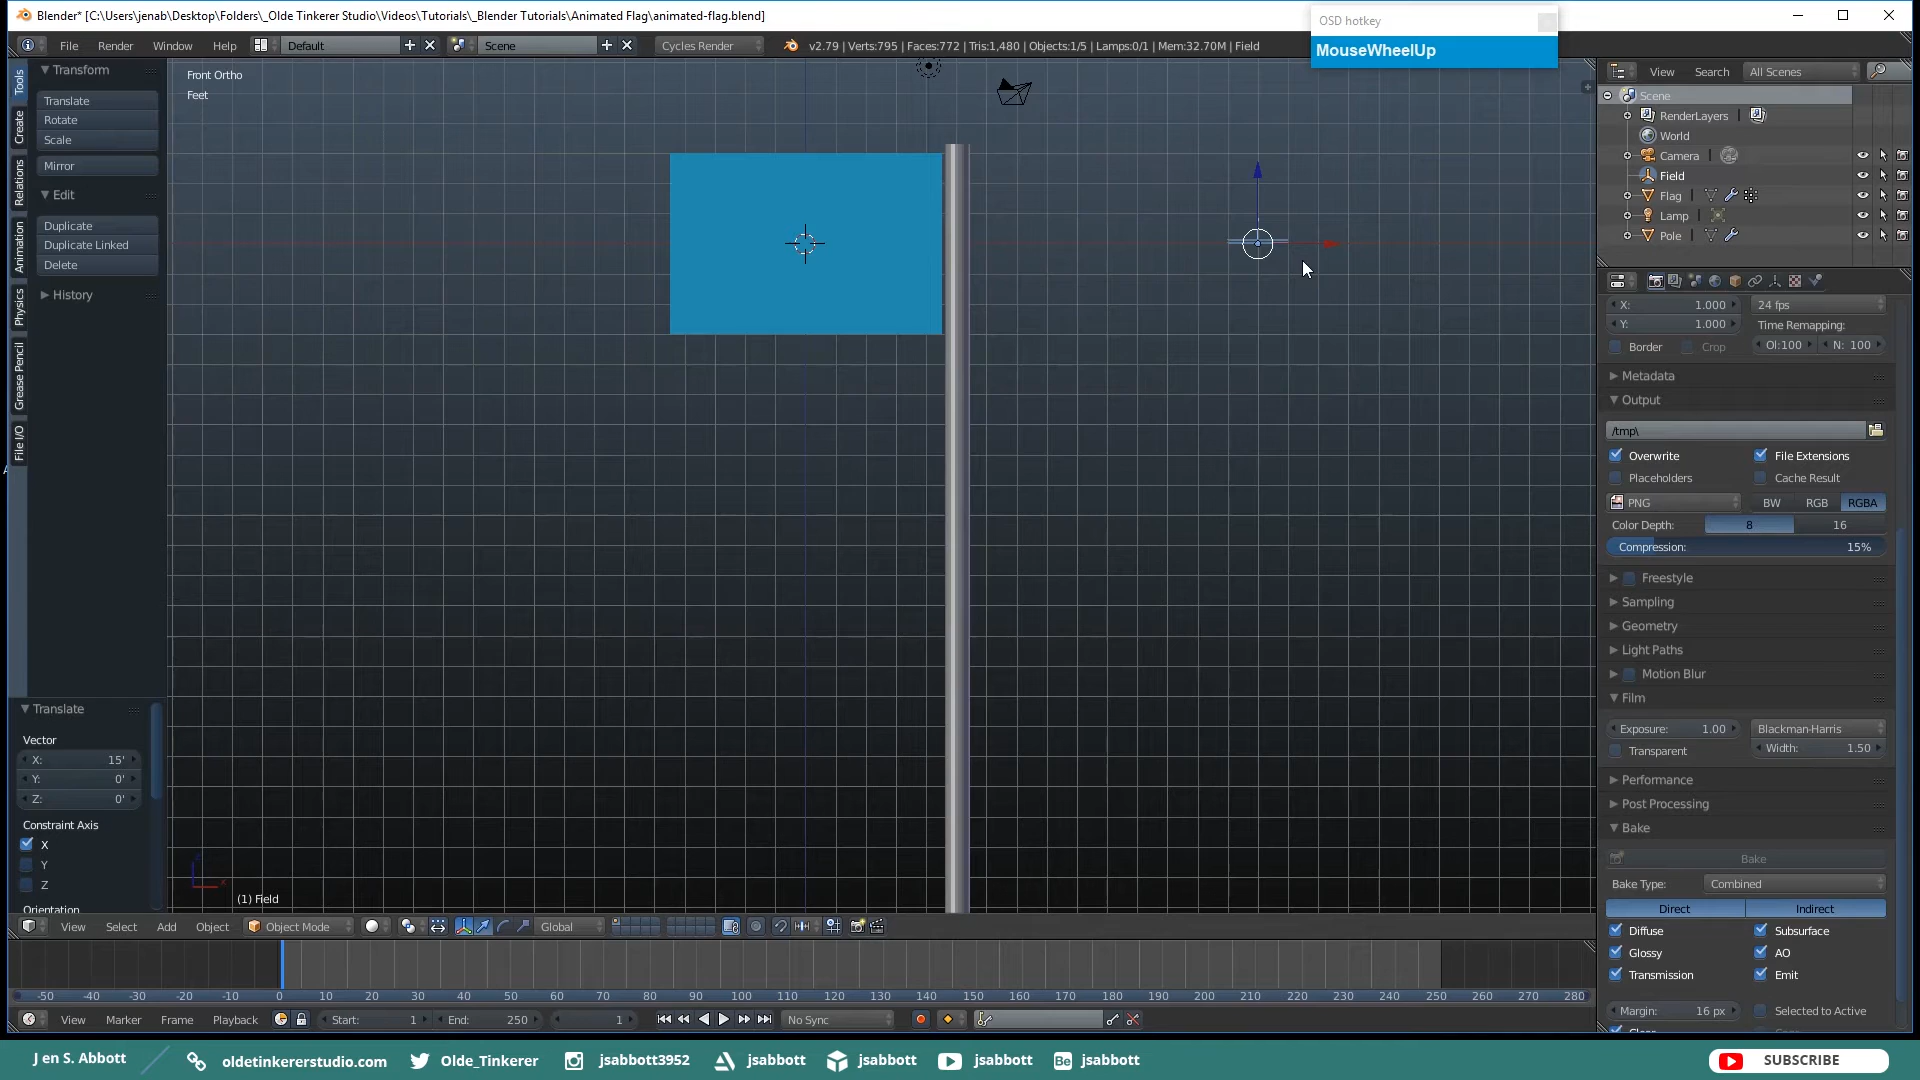 Blender* [C:\Users\jenab\Desktop\Folders\_Olde Tinkerer Studio\Videos\Tutorials\_Blender Tutorials\Animated Flag\animated-flag.blend]
OSD hotkey
MouseWheelUp
File Render Window Help Default Scene Cycles Render v2.79 | Verts:795 | Faces:772 | Tris:1,480 | Objects:1/5 | Lamps:0/1 | Mem:32.70M | Field
Tools
Create
Relations
Animation
Physics
Grease Pencil
File I/O
Transform
Translate
Rotate
Scale
Mirror
Edit
Duplicate
Duplicate Linked
Delete
History
Translate
Vector
X: 15'
Y: 0'
Z: 0'
Constraint Axis
X
Y
Z
Orientation
Front Ortho
Feet
(1) Field
View Select Add Object Object Mode Global
-50 -40 -30 -20 -10 0 10 20 30 40 50 60 70 80 90 100 110 120 130 140 150 160 170 180 190 200 210 220 230 240 250 260 270 280
View Marker Frame Playback Start: 1 End: 250 1 No Sync
View Search All Scenes
Scene
RenderLayers
World
Camera
Field
Flag
Lamp
Pole
X: 1.000 24 fps
Y: 1.000 Time Remapping:
Border Crop Ol:100 N: 100
Metadata
Output
/tmp\
Overwrite File Extensions
Placeholders Cache Result
PNG BW RGB RGBA
Color Depth: 8 16
Compression: 15%
Freestyle
Sampling
Geometry
Light Paths
Motion Blur
Film
Exposure: 1.00 Blackman-Harris
Transparent Width: 1.50
Performance
Post Processing
Bake
Bake
Bake Type: Combined
Direct Indirect
Diffuse Subsurface
Glossy AO
Transmission Emit
Margin: 16 px Selected to Active
J en S. Abbott oldetinkererstudio.com Olde_Tinkerer jsabbott3952 jsabbott jsabbott jsabbott Be jsabbott SUBSCRIBE